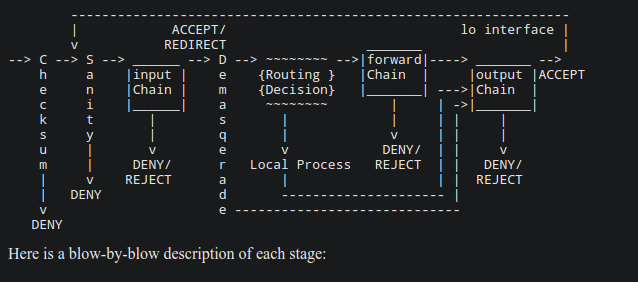 ----------------------------------------------------------------
        |            ACCEPT/                              lo interface |
        v           REDIRECT                  _______                  |
--> C --> S --> ______ --> D --> ~~~~~~~~ -->|forward|----> _______ -->
    h     a    |input |    e    {Routing }   |Chain  |     |output |ACCEPT
    e     n    |Chain |    m    {Decision}   |_______| --->|Chain  |
    c     i    |______|    a     ~~~~~~~~        |     | ->|_______|
    k     t       |        s        |            |     | |     |
    s     y       |        q        |            v     | |     |
    u     |       v        e        v          DENY/   | |     v
    m     |     DENY/      r  Local Process   REJECT   | |   DENY/
    |     v    REJECT      a        |                  | |  REJECT
    |   DENY               d        --------------------- |
    v                      e -----------------------------
   DENY
Here is a blow-by-blow description of each stage: